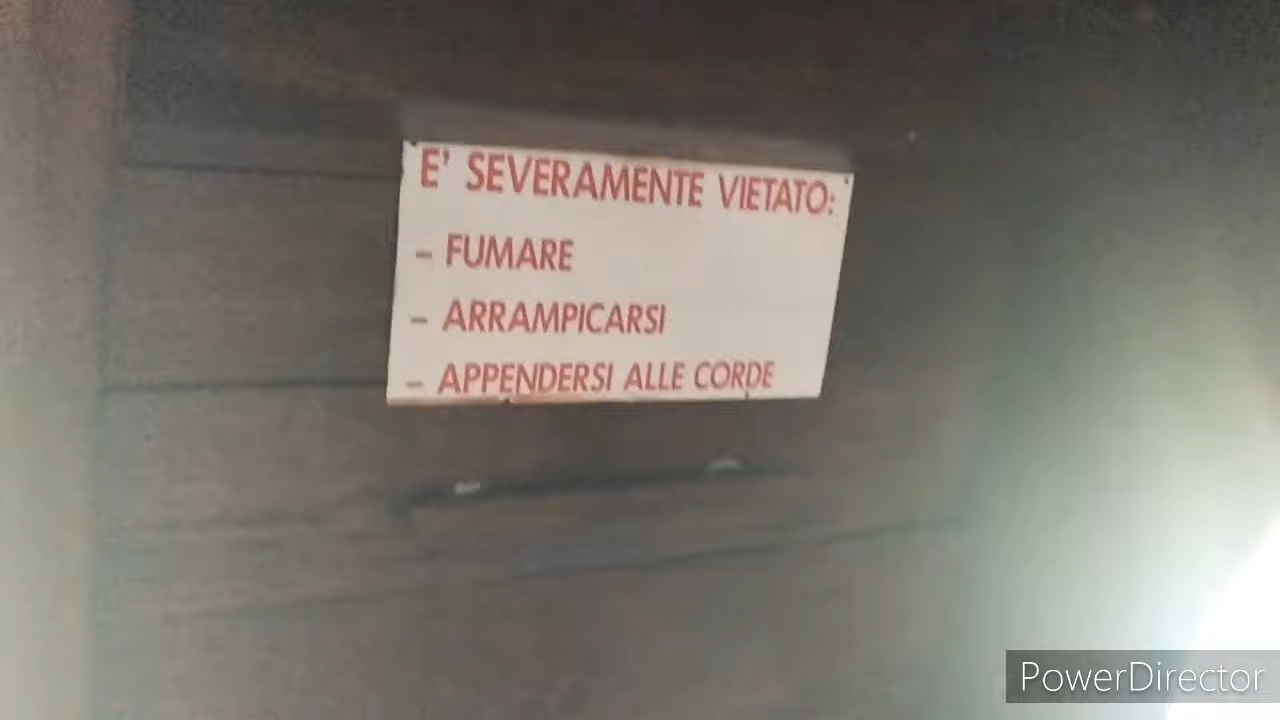 E' SEVERAMENTE VIETATO:
- FUMARE
- ARRAMPICARSI
- APPENDERSI ALLE CORDE
PowerDirector